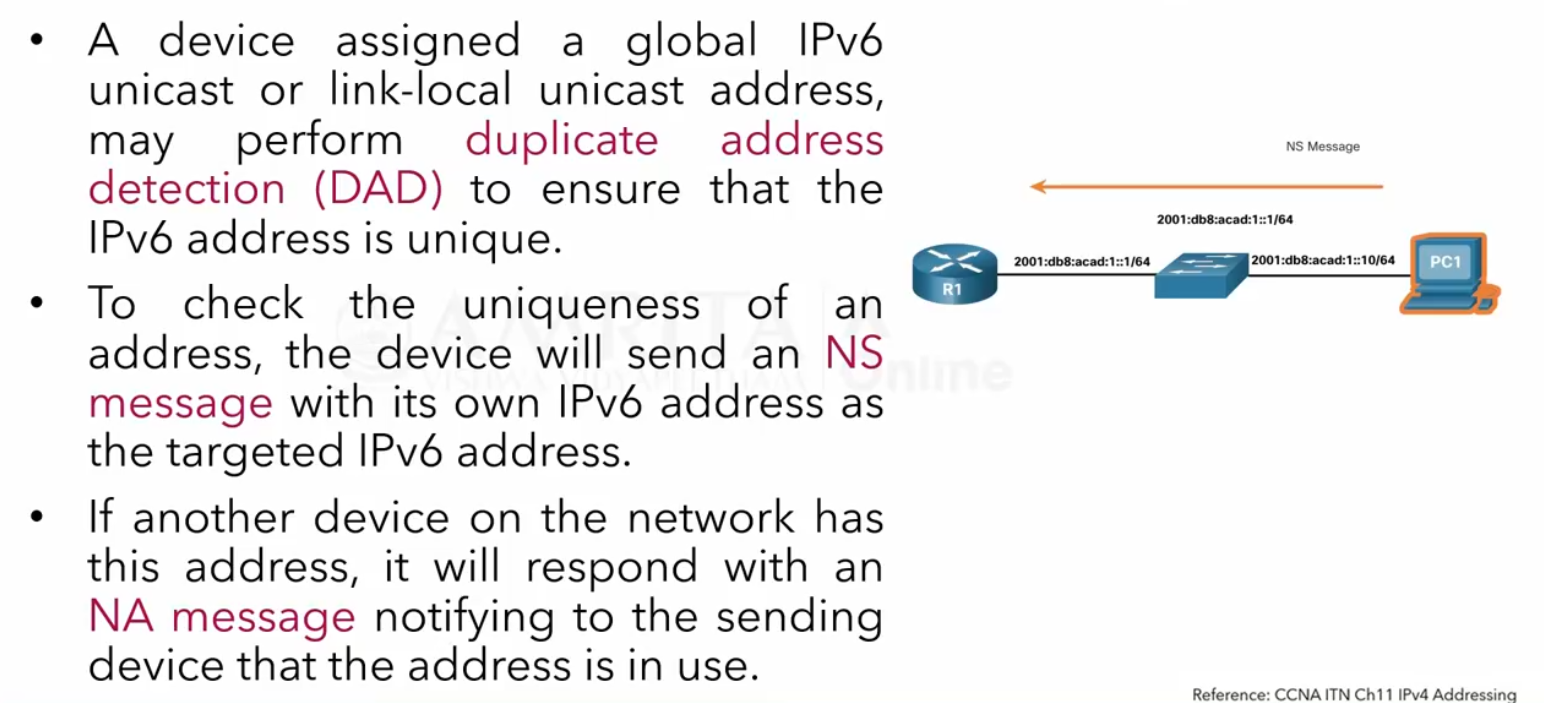 • A device assigned a global IPv6
unicast or link-local unicast address,
may perform duplicate address
detection (DAD) to ensure that the
IPv6 address is unique.
• To check the uniqueness of an
address, the device will send an NS
message with its own IPv6 address as
the targeted IPv6 address.
• If another device on the network has
this address, it will respond with an
NA message notifying to the sending
device that the address is in use.
NS Message
2001:db8:acad:1::1/64
2001:db8:acad:1::1/64
2001:db8:acad:1::10/64
R1
PC1
AMRITA
VISHWA VIDYAPEETHAM
Online
Reference: CCNA ITN Ch11 IPv4 Addressing